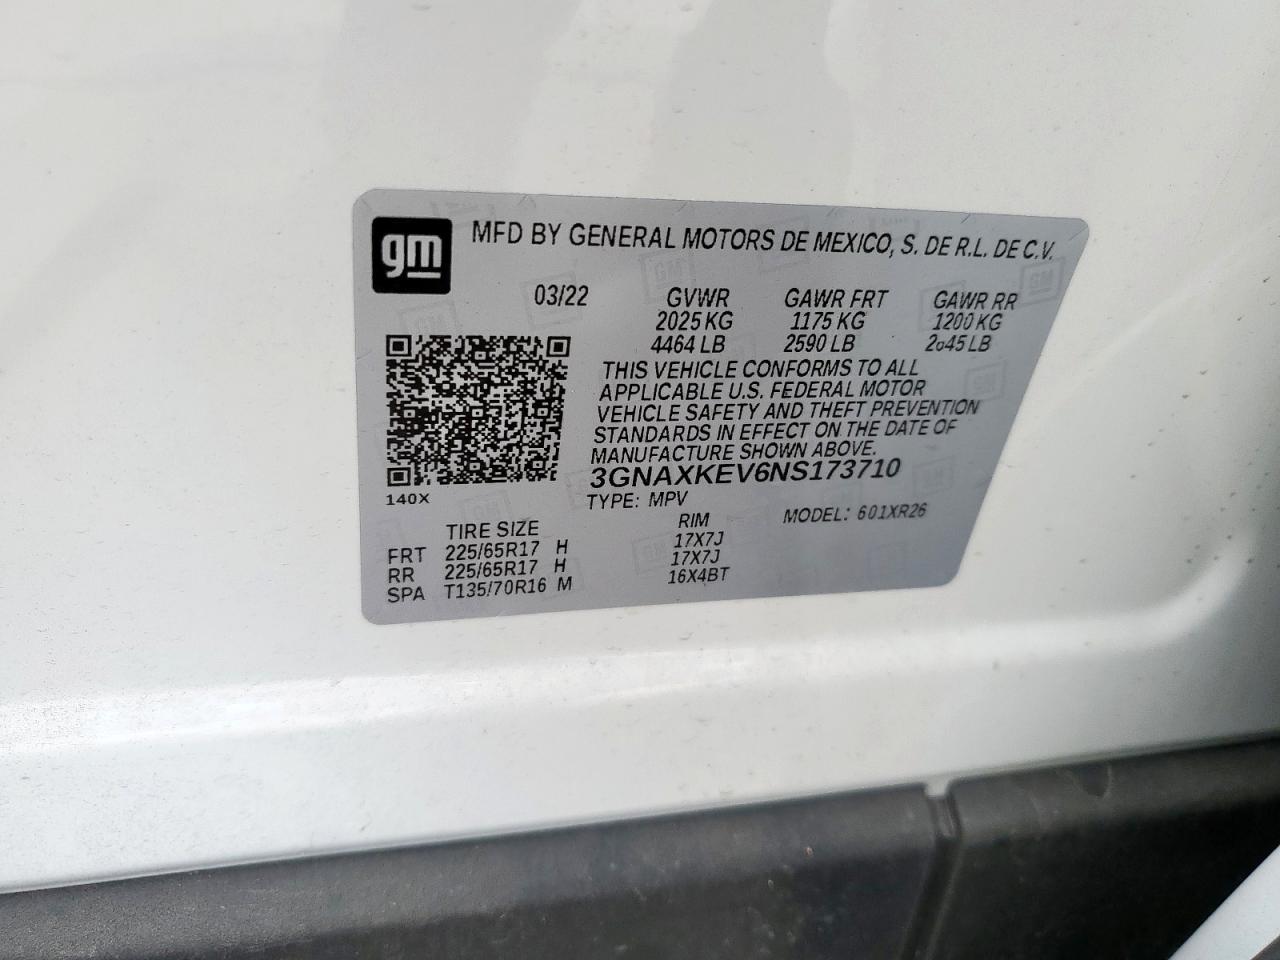 gm
MFD BY GENERAL MOTORS DE MEXICO, S. DE R.L. DE C.V.
03/22 GVWR GAWR FRT GAWR RR
2025 KG 1175 KG 1200 KG
4464 LB 2590 LB 2o45 LB
THIS VEHICLE CONFORMS TO ALL
APPLICABLE U.S. FEDERAL MOTOR
VEHICLE SAFETY AND THEFT PREVENTION
STANDARDS IN EFFECT ON THE DATE OF
MANUFACTURE SHOWN ABOVE.
3GNAXKEV6NS173710
140X
TYPE: MPV MODEL: 601XR26
TIRE SIZE RIM
FRT 225/65R17 H 17X7J
RR 225/65R17 H 17X7J
SPA T135/70R16 M 16X4BT